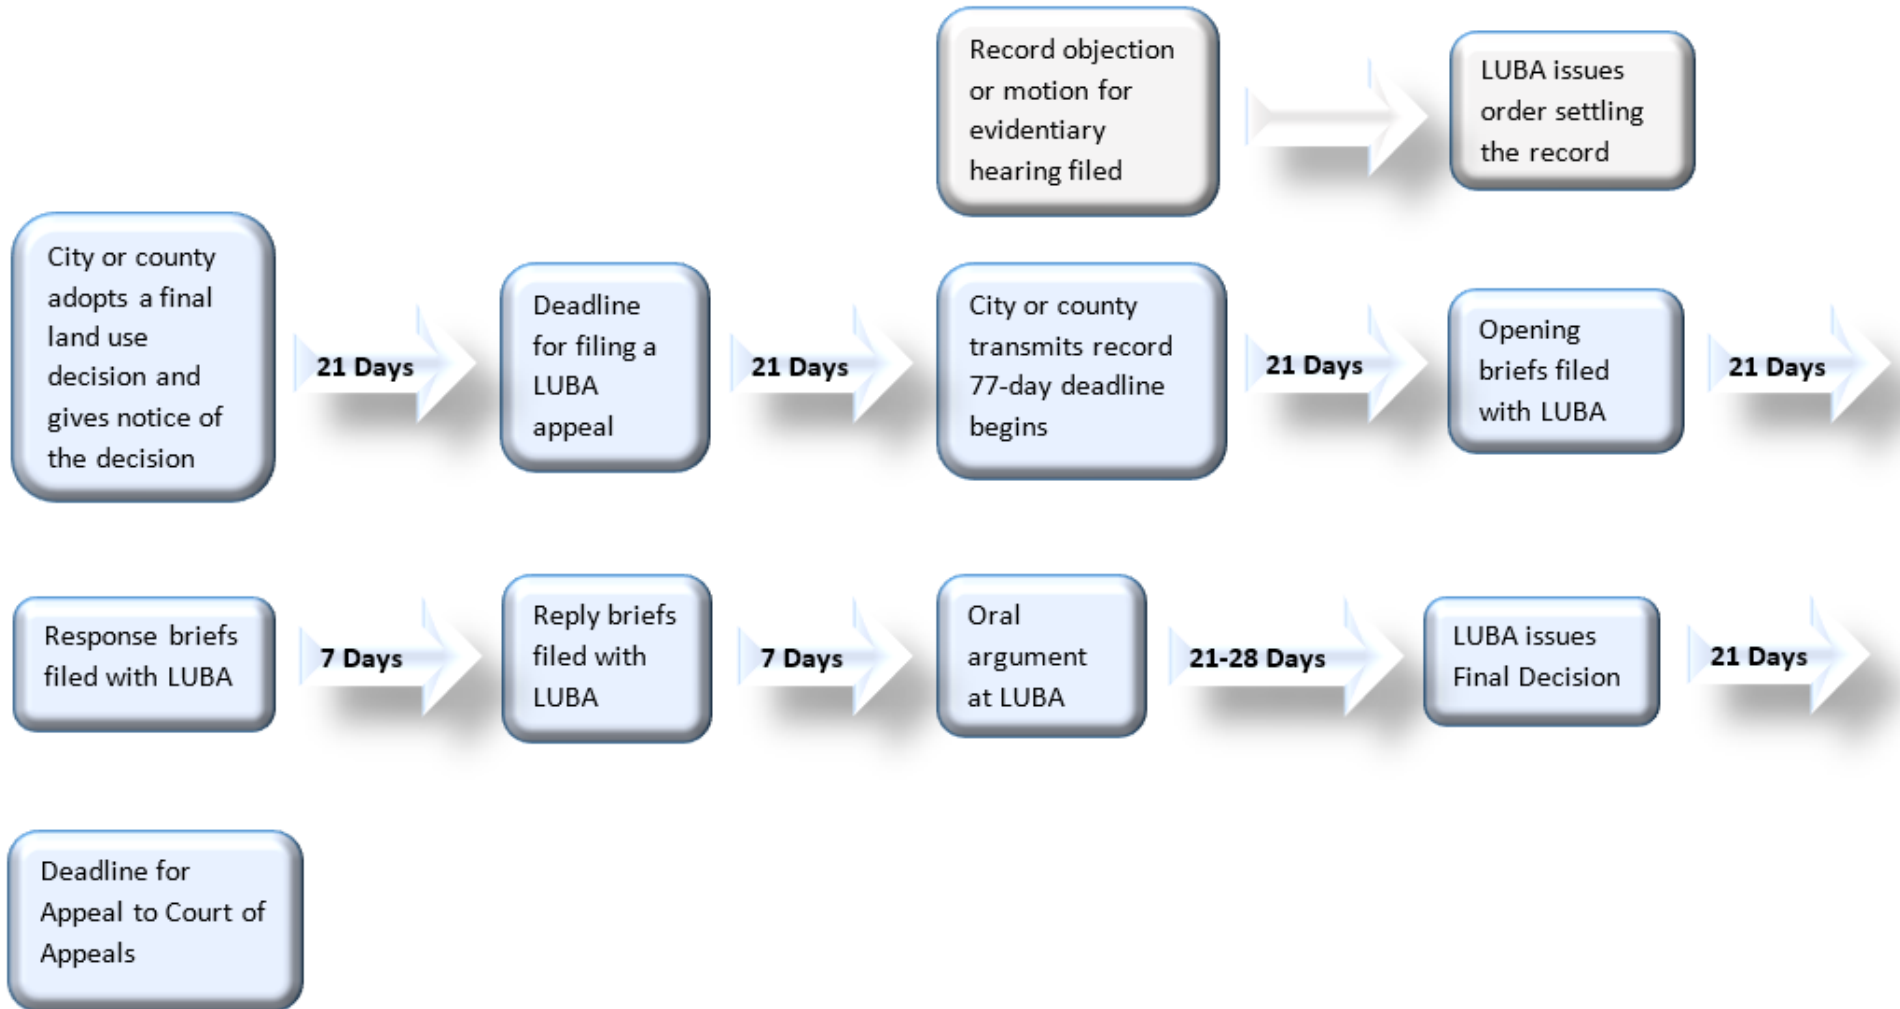 Record objection
or motion for
evidentiary
hearing filed
LUBA issues
order settling
the record
City or county
adopts a final
land use
decision and
gives notice of
the decision
21 Days
Deadline
for filing a
LUBA
appeal
21 Days
City or county
transmits record
77-day deadline
begins
21 Days
Opening
briefs filed
with LUBA
21 Days
Response briefs
filed with LUBA
7 Days
Reply briefs
filed with
LUBA
7 Days
Oral
argument
at LUBA
21-28 Days
LUBA issues
Final Decision
21 Days
Deadline for
Appeal to Court of
Appeals